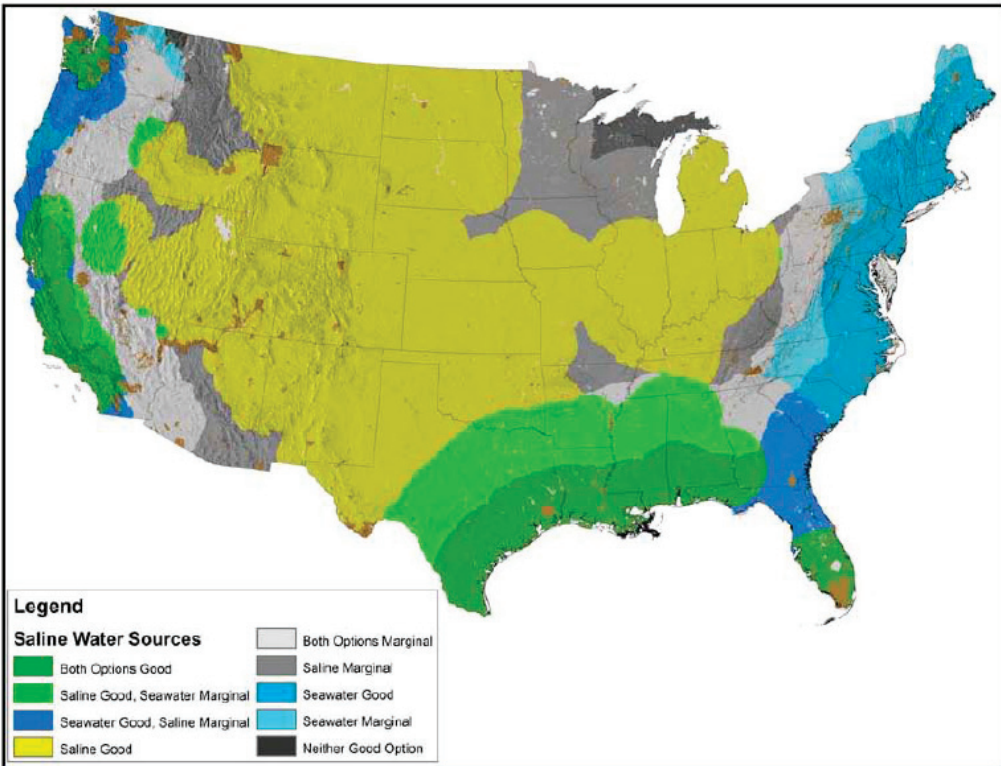 Legend
Saline Water Sources
Both Options Good
Saline Good, Seawater Marginal
Seawater Good, Saline Marginal
Saline Good
Both Options Marginal
Saline Marginal
Seawater Good
Seawater Marginal
Neither Good Option